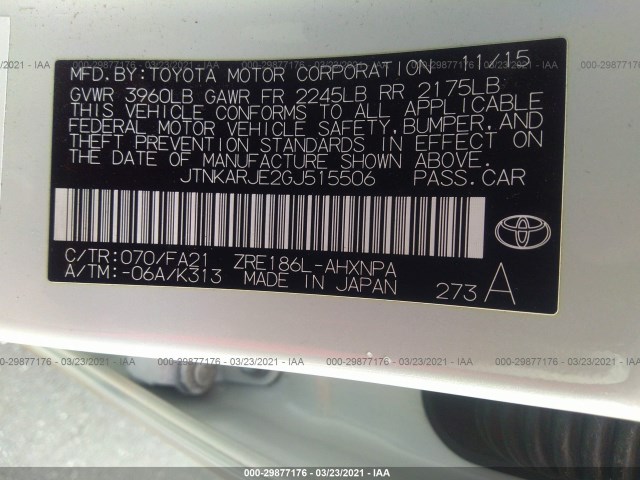 MFD.BY:TOYOTA MOTOR CORPORATION 11/15
GVWR 3960LB GAWR FR 2245LB RR 2175LB
THIS VEHICLE CONFORMS TO ALL APPLICABLE
FEDERAL MOTOR VEHICLE SAFETY,BUMPER,AND
THEFT PREVENTION STANDARDS IN EFFECT ON
THE DATE OF MANUFACTURE SHOWN ABOVE.
JTNKARJE2GJ515506 PASS.CAR
C/TR:070/FA21 ZRE186L-AHXNPA
A/TM:-06A/K313 MADE IN JAPAN 273 A
000-29877176 - 03/23/2021 - IAA